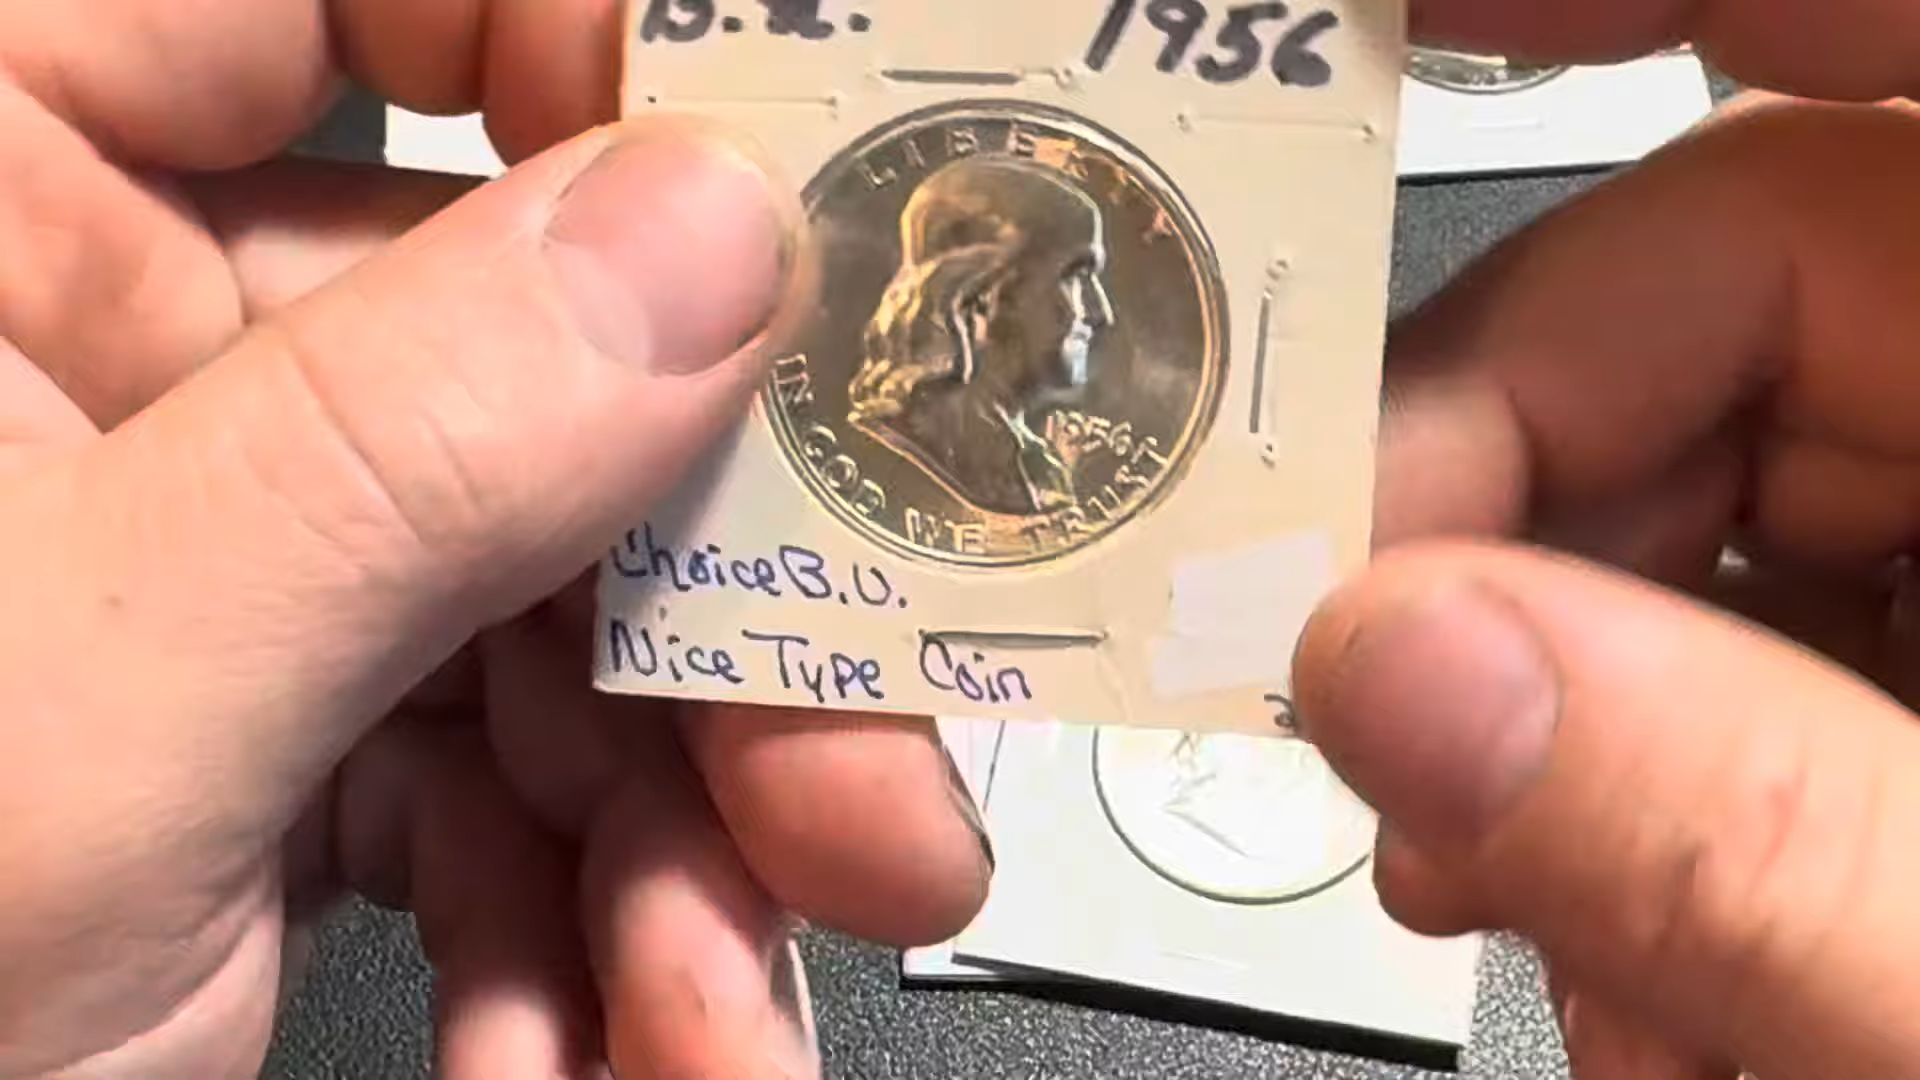 1956
LIBERTY
1956
IN GOD WE TRUST
Choice B.U.
Nice Type Coin